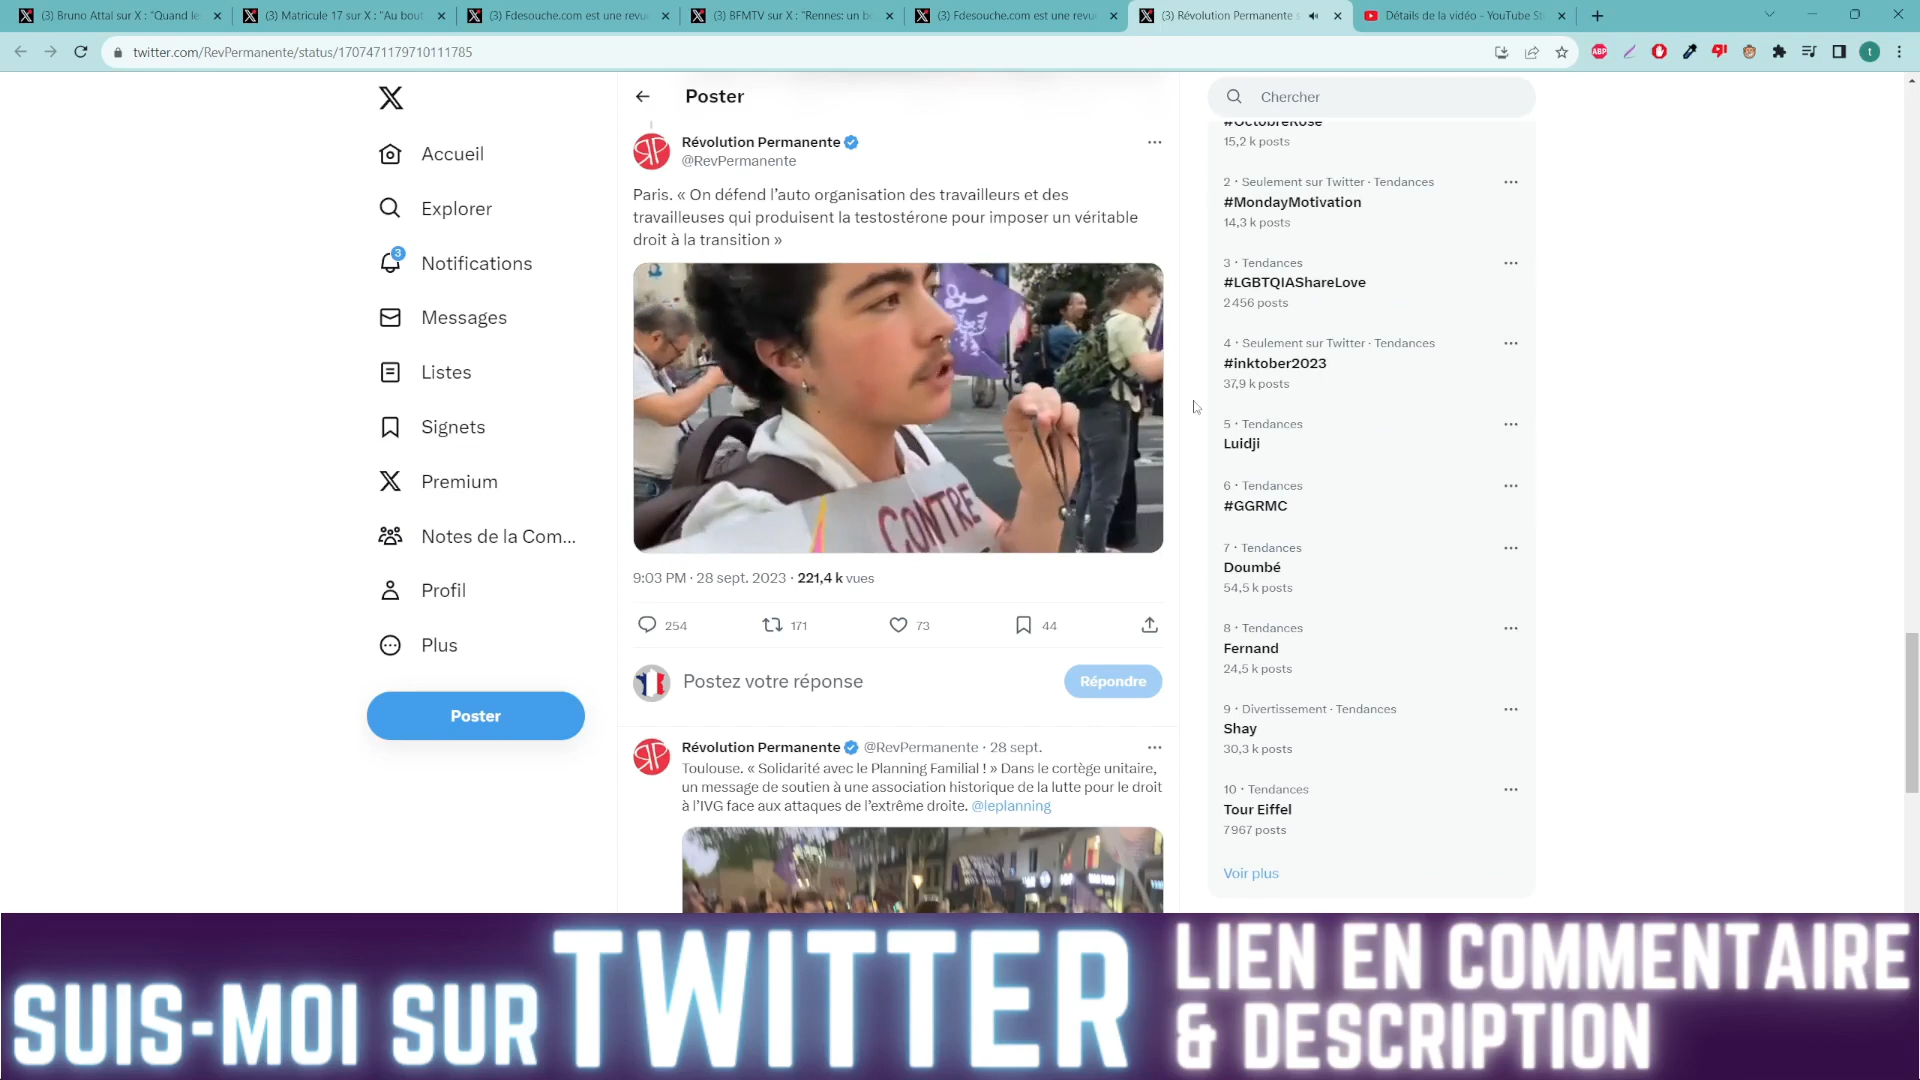 (3) Bruno Attal sur X : "Quand le
(3) Matricule 17 sur X : "Au bout
(3) Fdesouche.com est une revu
(3) BFMTV sur X : "Rennes: un b
(3) Fdesouche.com est une revu
(3) Révolution Permanente s
Détails de la vidéo - YouTube St
twitter.com/RevPermanente/status/1707471179710111785
ABP
t
Accueil
Explorer
3
Notifications
Messages
Listes
Signets
Premium
Notes de la Com...
Profil
Plus
Poster
Poster
Révolution Permanente
@RevPermanente
Paris. « On défend l’auto organisation des travailleurs et des
travailleuses qui produisent la testostérone pour imposer un véritable
droit à la transition »
CONTRE
9:03 PM · 28 sept. 2023 · 221,4 k vues
254
171
73
44
Postez votre réponse
Répondre
Révolution Permanente @RevPermanente · 28 sept.
Toulouse. « Solidarité avec le Planning Familial ! » Dans le cortège unitaire,
un message de soutien à une association historique de la lutte pour le droit
à l’IVG face aux attaques de l’extrême droite. @leplanning
Chercher
#OctobreRose
15,2 k posts
2 · Seulement sur Twitter · Tendances
#MondayMotivation
14,3 k posts
3 · Tendances
#LGBTQIAShareLove
2 456 posts
4 · Seulement sur Twitter · Tendances
#inktober2023
37,9 k posts
5 · Tendances
Luidji
6 · Tendances
#GGRMC
7 · Tendances
Doumbé
54,5 k posts
8 · Tendances
Fernand
24,5 k posts
9 · Divertissement · Tendances
Shay
30,3 k posts
10 · Tendances
Tour Eiffel
7 967 posts
Voir plus
SUIS-MOI SUR TWITTER
LIEN EN COMMENTAIRE
& DESCRIPTION